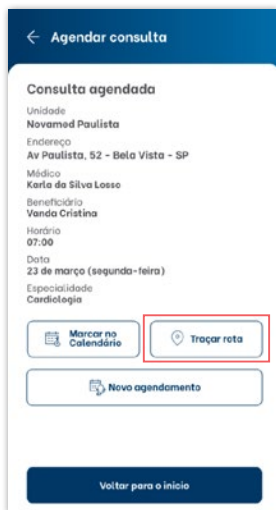 Agendar consulta
Consulta agendada
Unidade
Novamed Paulista
Endereço
Av Paulista, 52 - Bela Vista - SP
Médico
Karla da Silva Losso
Beneficiário
Vanda Cristina
Horário
07:00
Data
23 de março (segunda-feira)
Especialidade
Cardiologia
Marcar no
Calendário
Traçar rota
Novo agendamento
Voltar para o início